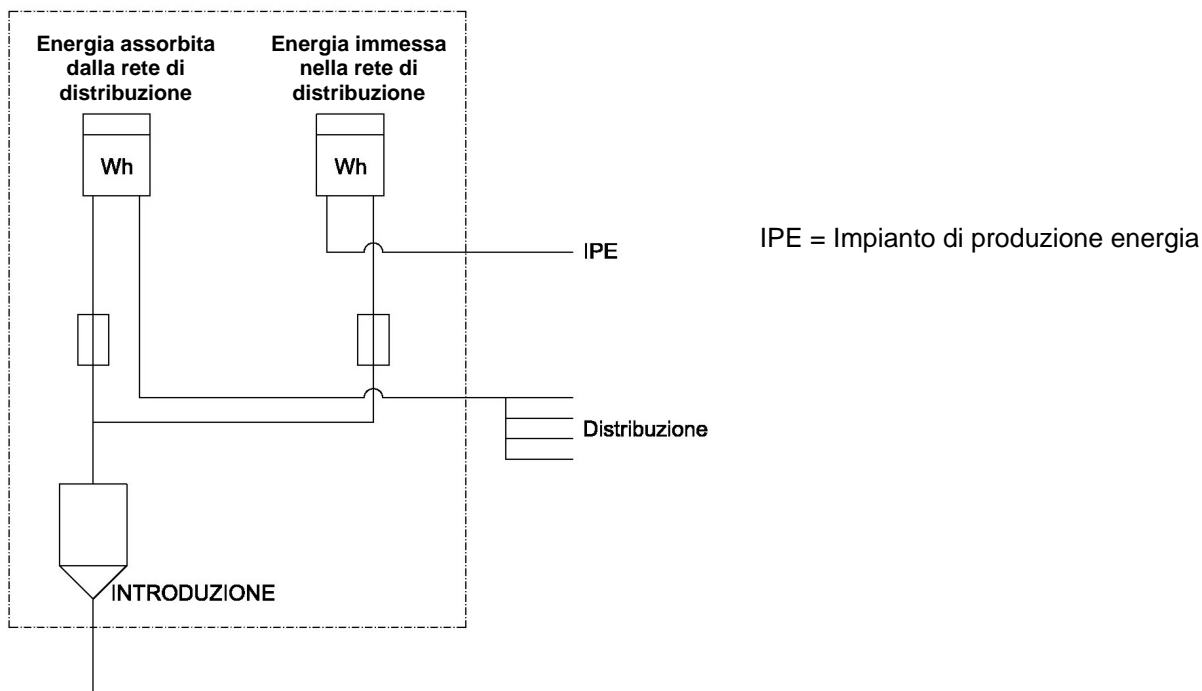 Energia assorbita
dalla rete di
distribuzione
Energia immessa
nella rete di
distribuzione
Wh
Wh
IPE
IPE = Impianto di produzione energia
Distribuzione
INTRODUZIONE